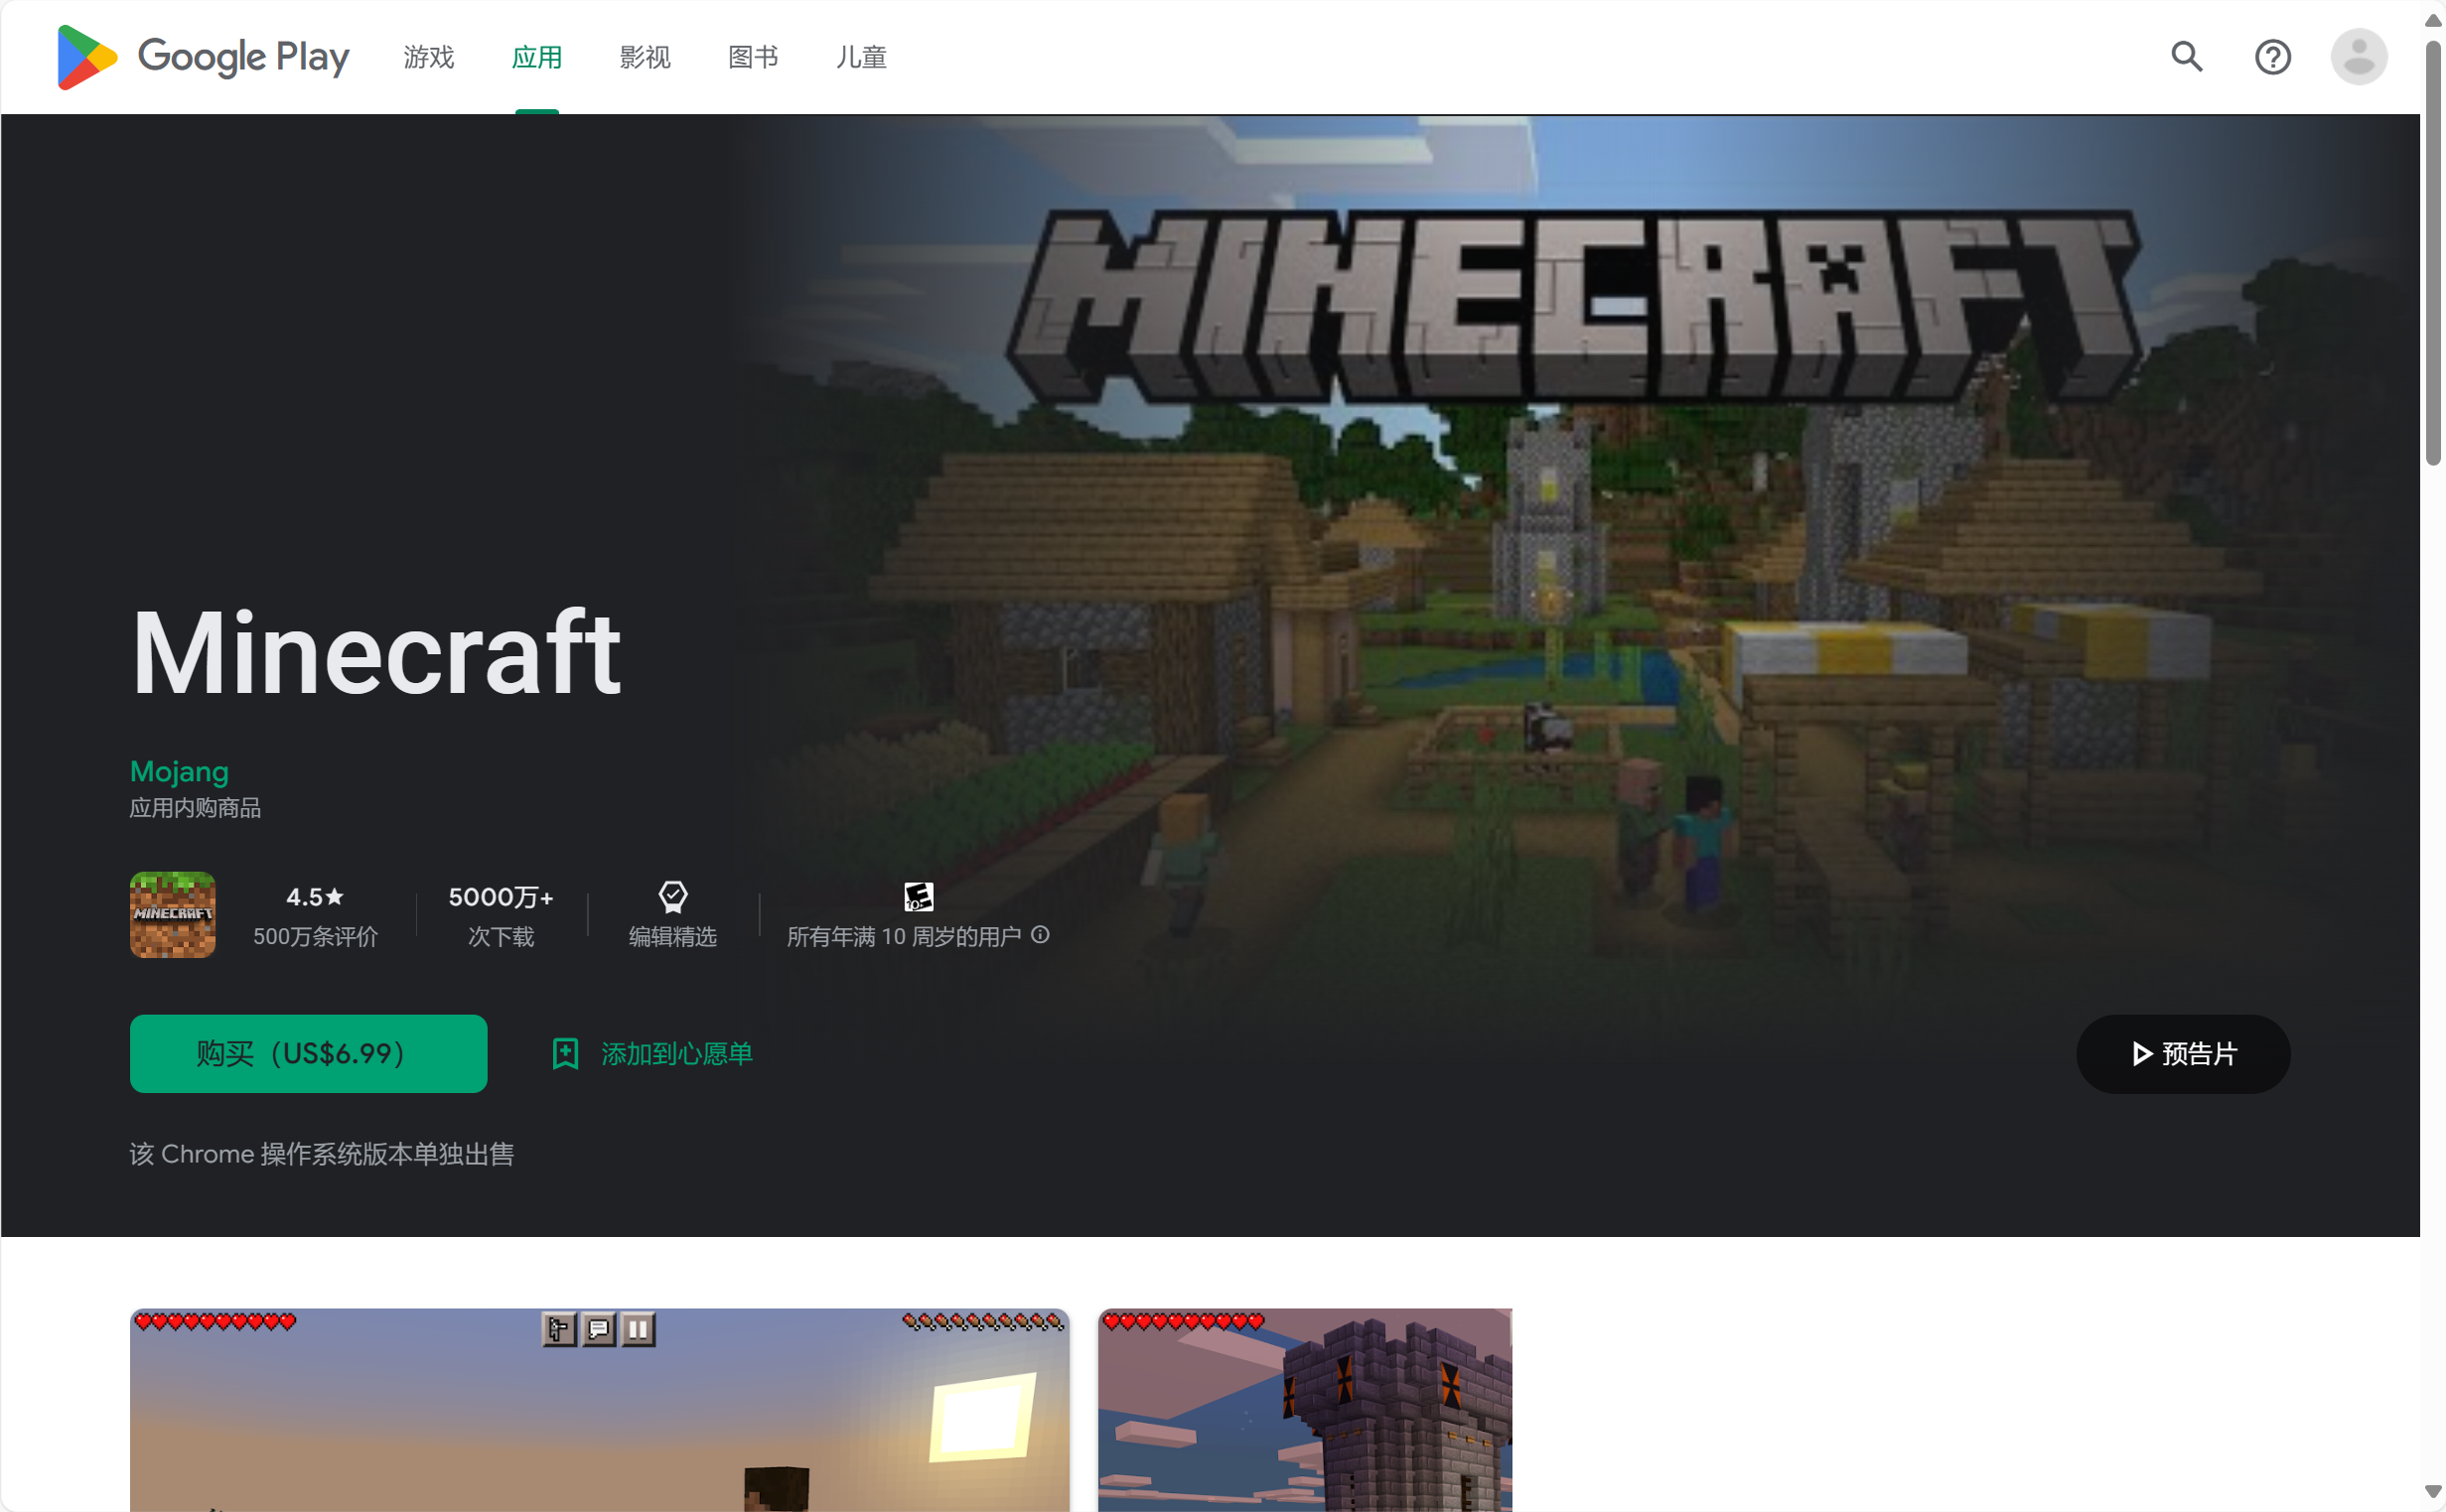 Google Play 游戏 应用 影视 图书 儿童
MINECRAFT
Minecraft
Mojang
应用内购商品
MINECRAFT
4.5★
500万条评价
5000万+
次下载
编辑精选
E
10+
所有年满 10 周岁的用户
购买（US$6.99）
添加到心愿单
预告片
该 Chrome 操作系统版本单独出售